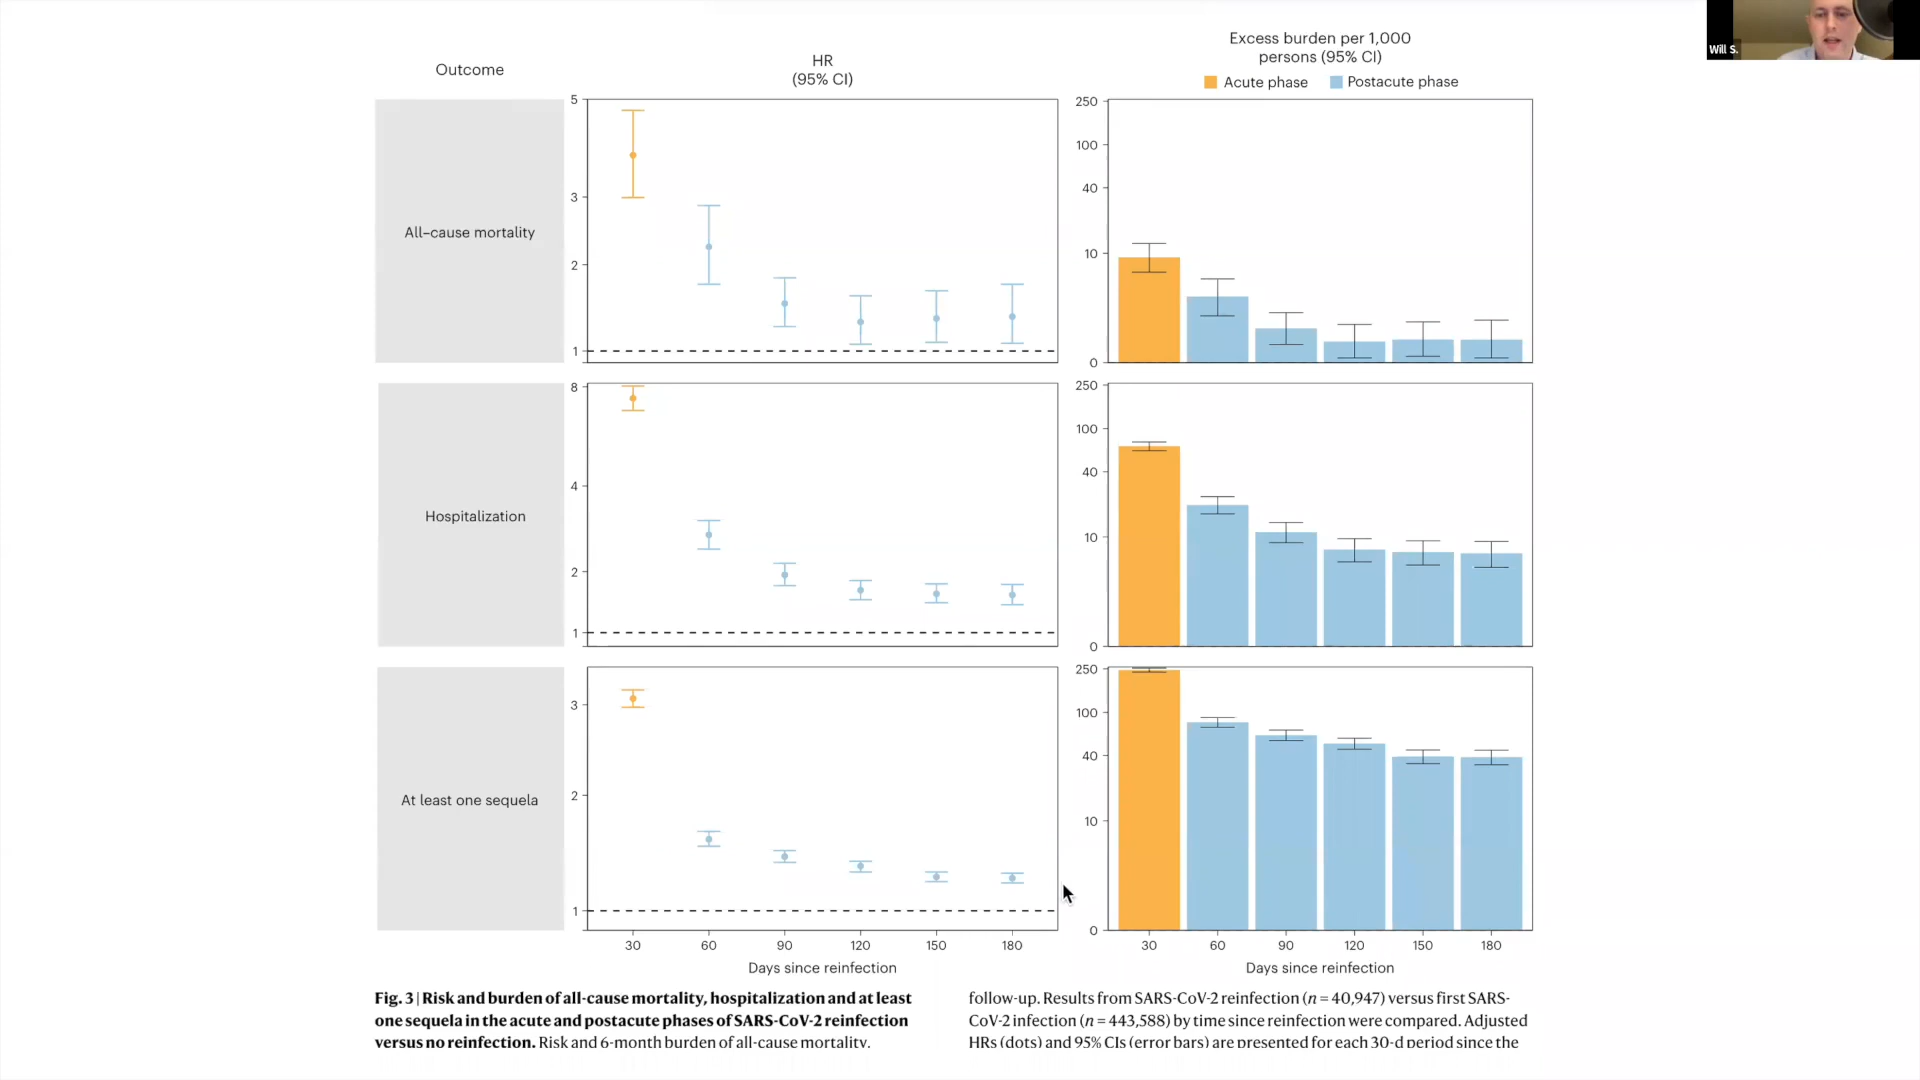 Will S.
Outcome
HR
(95% CI)
Excess burden per 1,000
persons (95% CI)
Acute phase
Postacute phase
All–cause mortality
5
3
2
1
250
100
40
10
0
Hospitalization
8
4
2
1
250
100
40
10
0
At least one sequela
3
2
1
250
100
40
10
0
30 60 90 120 150 180
Days since reinfection
30 60 90 120 150 180
Days since reinfection
Fig. 3 | Risk and burden of all-cause mortality, hospitalization and at least
one sequela in the acute and postacute phases of SARS-CoV-2 reinfection
versus no reinfection. Risk and 6-month burden of all-cause mortality,
follow-up. Results from SARS-CoV-2 reinfection (n = 40,947) versus first SARS-
CoV-2 infection (n = 443,588) by time since reinfection were compared. Adjusted
HRs (dots) and 95% CIs (error bars) are presented for each 30-d period since the